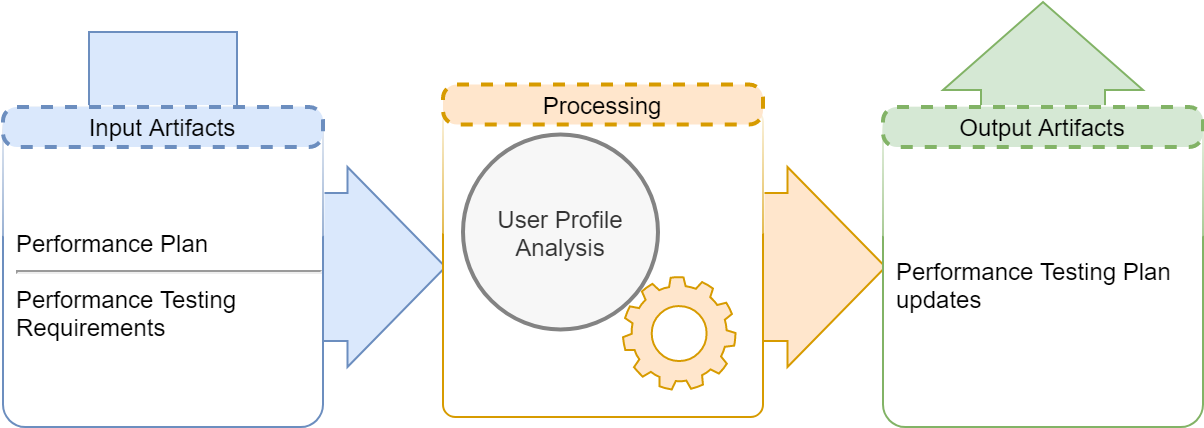 Input Artifacts
Performance Plan
Performance Testing
Requirements
Processing
User Profile
Analysis
Output Artifacts
Performance Testing Plan
updates